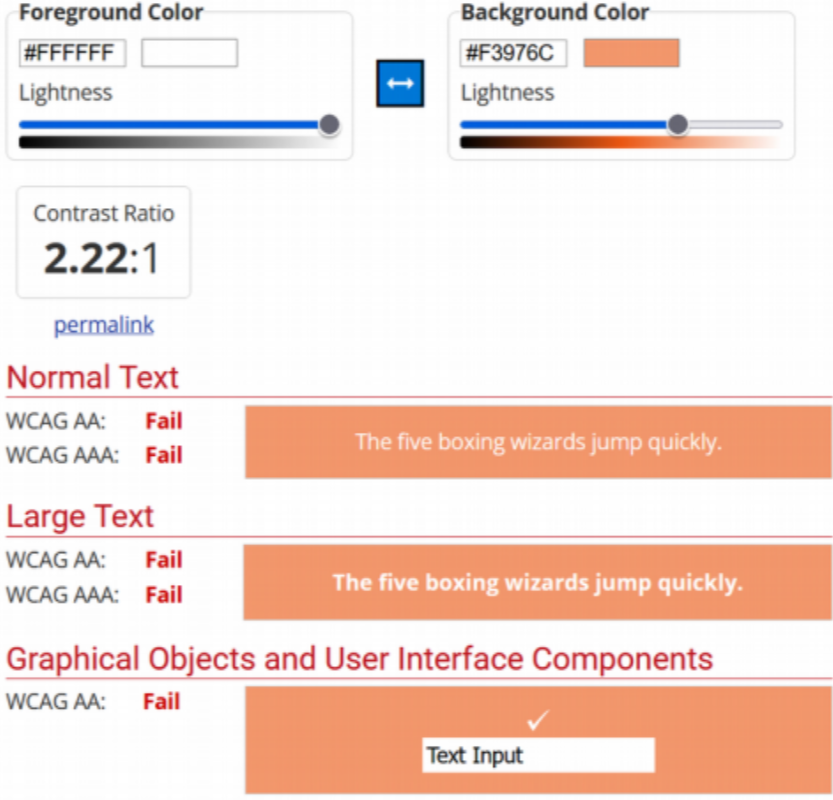 Foreground Color
#FFFFFF
Lightness
Background Color
#F3976C
Lightness
Contrast Ratio
2.22:1
permalink
Normal Text
WCAG AA: Fail
WCAG AAA: Fail
The five boxing wizards jump quickly.
Large Text
WCAG AA: Fail
WCAG AAA: Fail
The five boxing wizards jump quickly.
Graphical Objects and User Interface Components
WCAG AA: Fail
Text Input